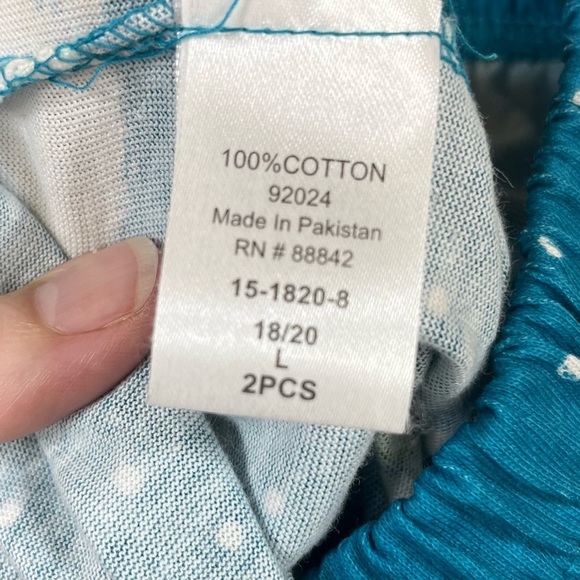 100%COTTON
92024
Made In Pakistan
RN # 88842
15-1820-8
18/20
L
2PCS